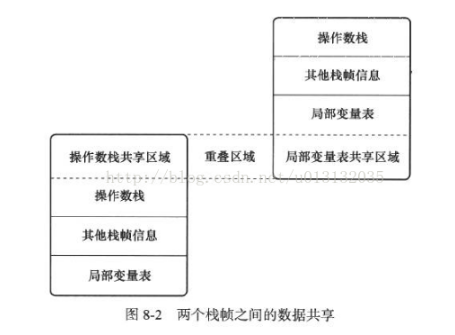 操作数栈
其他栈帧信息
局部变量表
操作数栈共享区域 重叠区域 局部变量表共享区域
http://blog.csdn.net/u013132035
操作数栈
其他栈帧信息
局部变量表
图 8-2 两个栈帧之间的数据共享